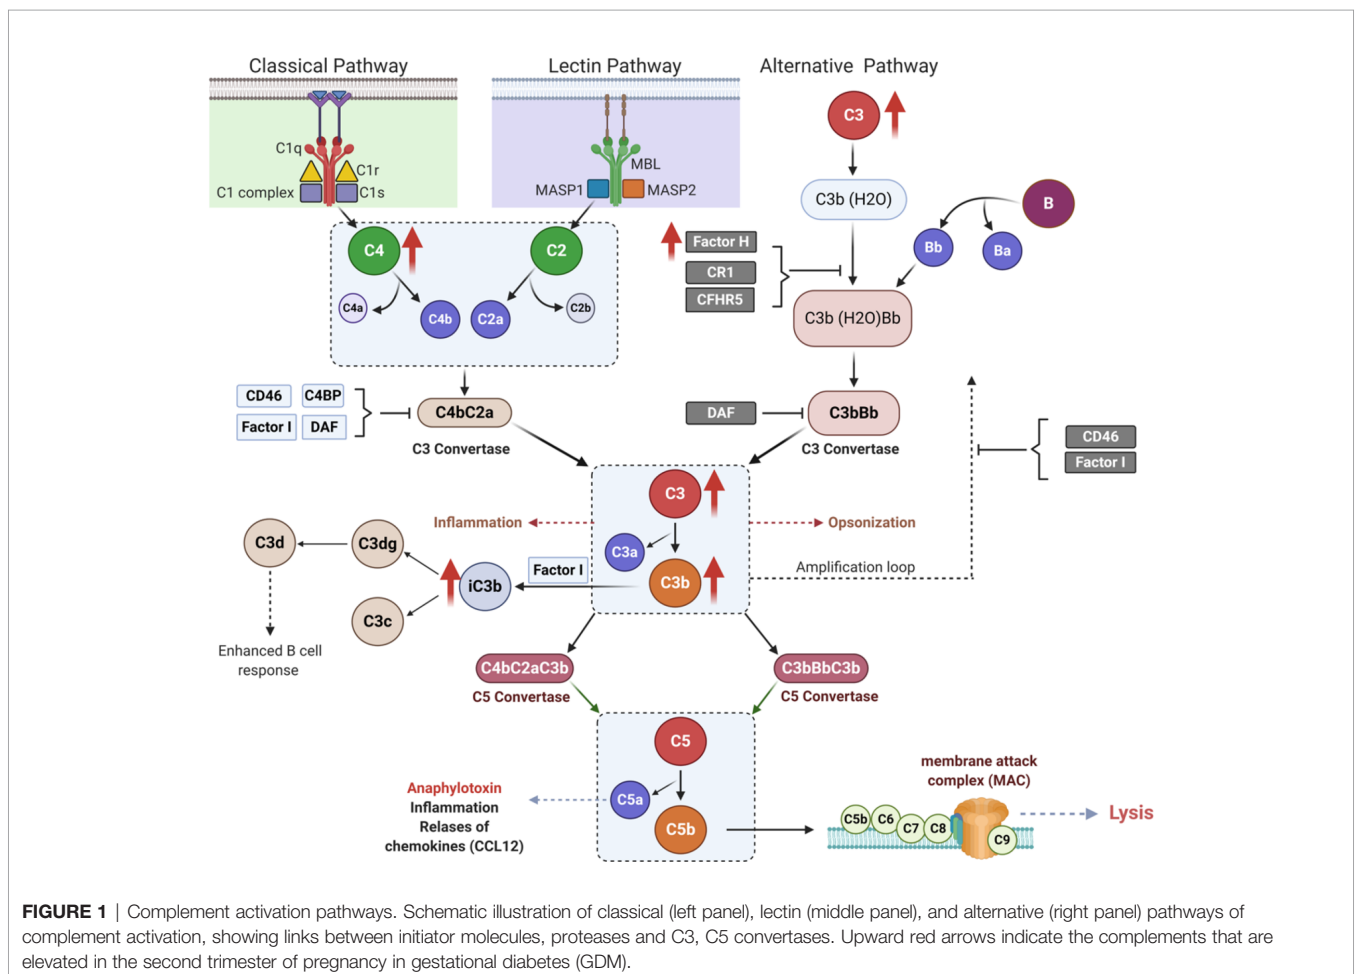 Classical Pathway
Lectin Pathway
Alternative Pathway
C1q
C1r
C1 complex
C1s
MBL
MASP1
MASP2
C3
C3b (H2O)
B
Bb
Ba
Factor H
CR1
CFHR5
C3b (H2O)Bb
C4
C2
C4a
C4b
C2a
C2b
CD46
C4BP
Factor I
DAF
C4bC2a
C3 Convertase
DAF
C3bBb
C3 Convertase
CD46
Factor I
C3
Inflammation
Opsonization
C3a
C3b
Amplification loop
Factor I
iC3b
C3dg
C3d
C3c
Enhanced B cell
response
C4bC2aC3b
C5 Convertase
C3bBbC3b
C5 Convertase
C5
C5a
C5b
Anaphylotoxin
Inflammation
Relases of
chemokines (CCL12)
membrane attack
complex (MAC)
C5b
C6
C7
C8
C9
Lysis
FIGURE 1 | Complement activation pathways. Schematic illustration of classical (left panel), lectin (middle panel), and alternative (right panel) pathways of
complement activation, showing links between initiator molecules, proteases and C3, C5 convertases. Upward red arrows indicate the complements that are
elevated in the second trimester of pregnancy in gestational diabetes (GDM).